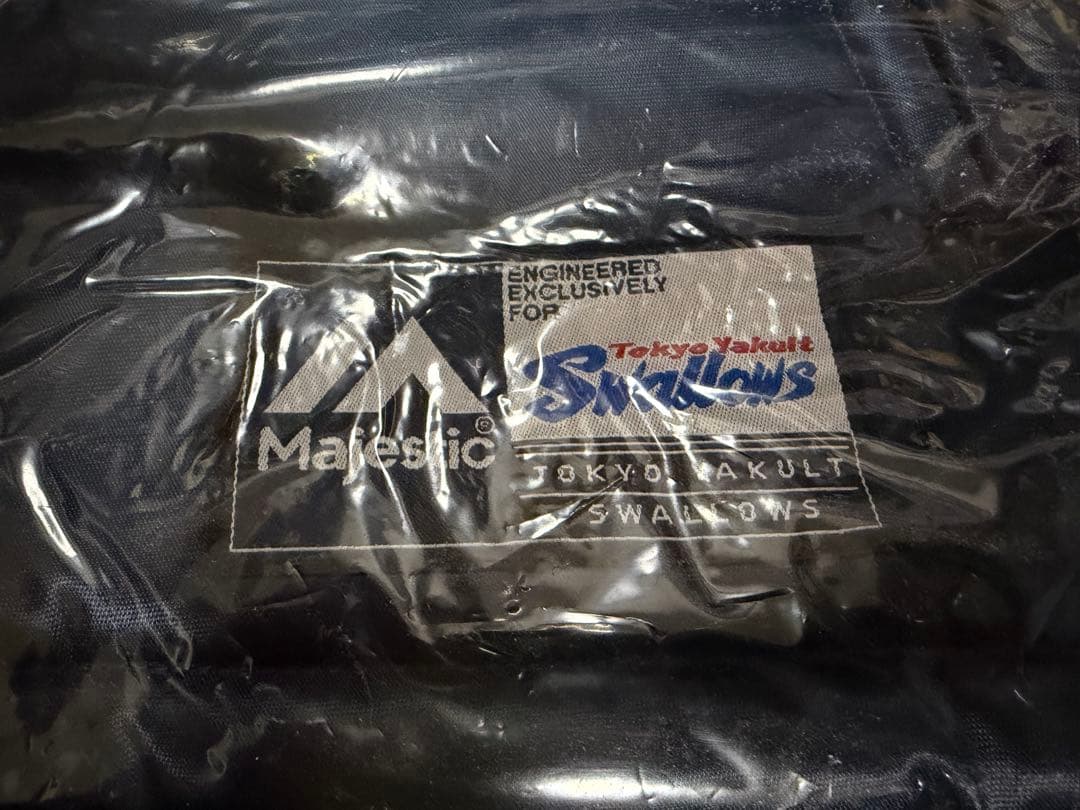 Majestic®
ENGINEERED
EXCLUSIVELY
FOR
Tokyo Yakult
Swallows
TOKYO YAKULT
SWALLOWS